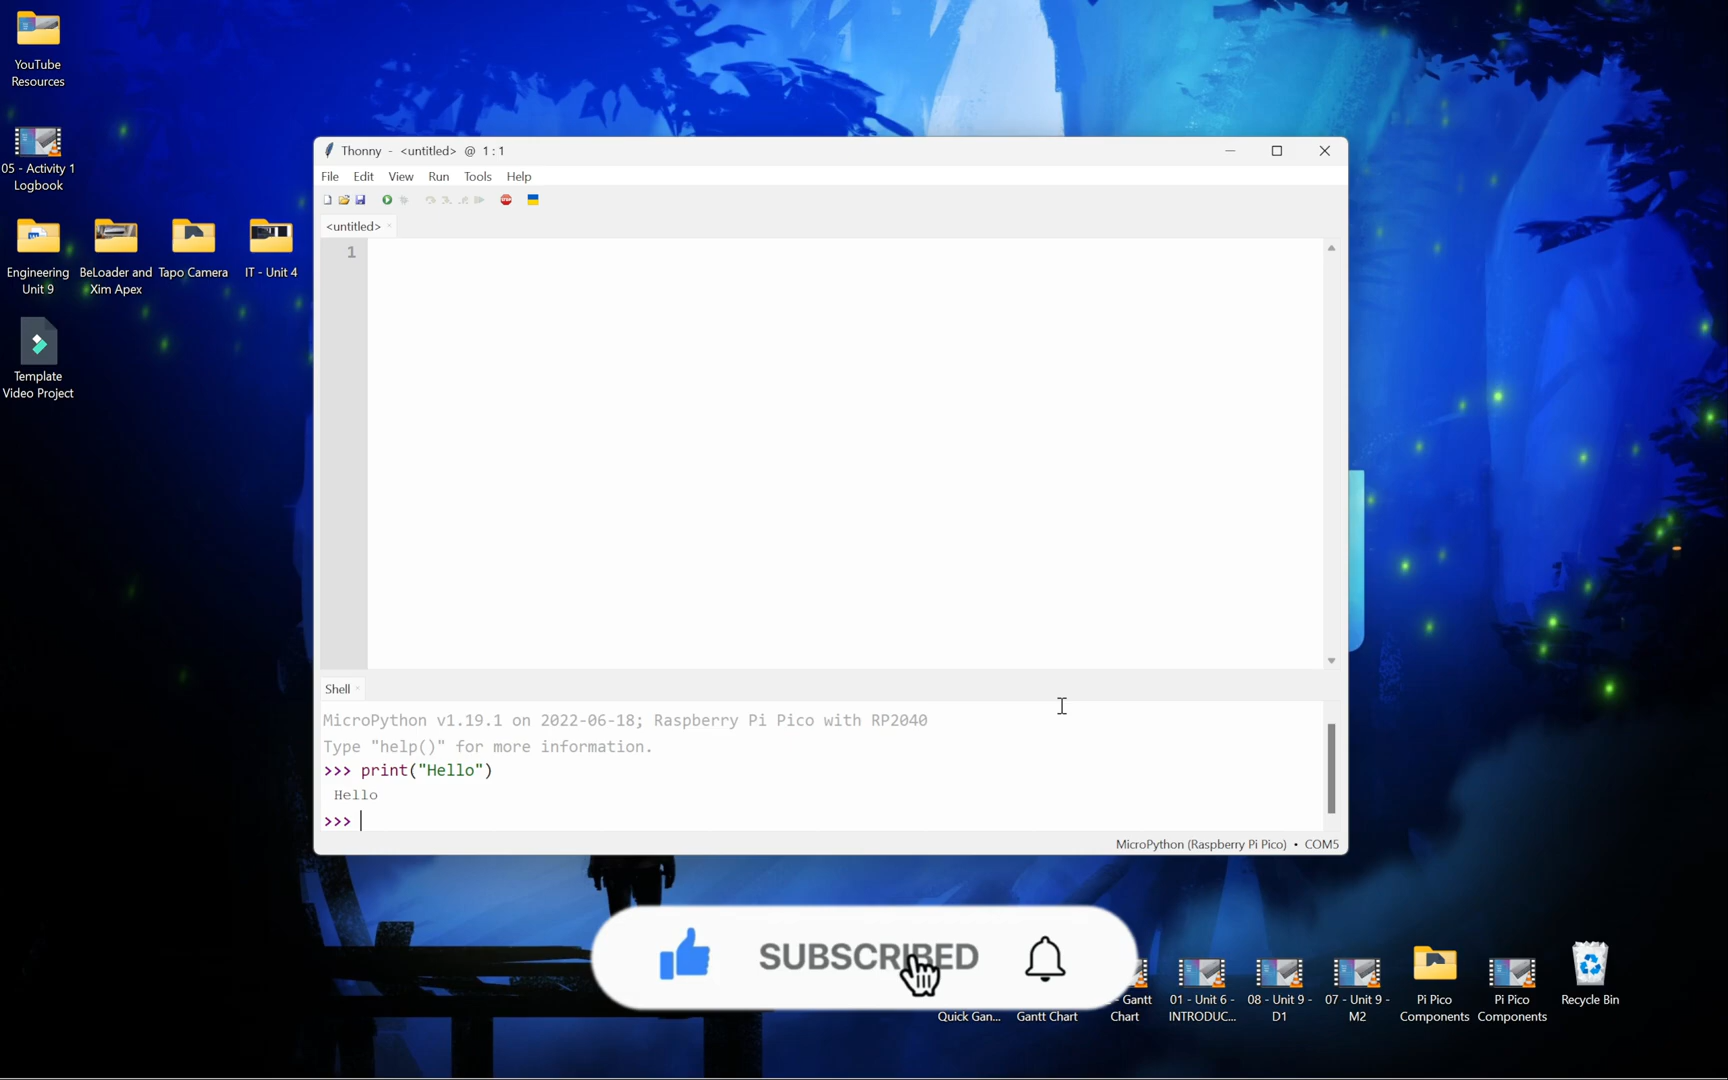 YouTube
Resources
05 - Activity 1
Logbook
Engineering
Unit 9
BeLoader and
Xim Apex
Tapo Camera
IT - Unit 4
Template
Video Project
Thonny - <untitled> @ 1 : 1
File Edit View Run Tools Help
<untitled>
1
Shell
MicroPython v1.19.1 on 2022-06-18; Raspberry Pi Pico with RP2040
Type "help()" for more information.
>>> print("Hello")
Hello
>>>
MicroPython (Raspberry Pi Pico) • COM5
SUBSCRIBED
Quick Gan...
Gantt Chart
- Gantt
Chart
01 - Unit 6 -
INTRODUC...
08 - Unit 9 -
D1
07 - Unit 9 -
M2
Pi Pico
Components
Pi Pico
Components
Recycle Bin